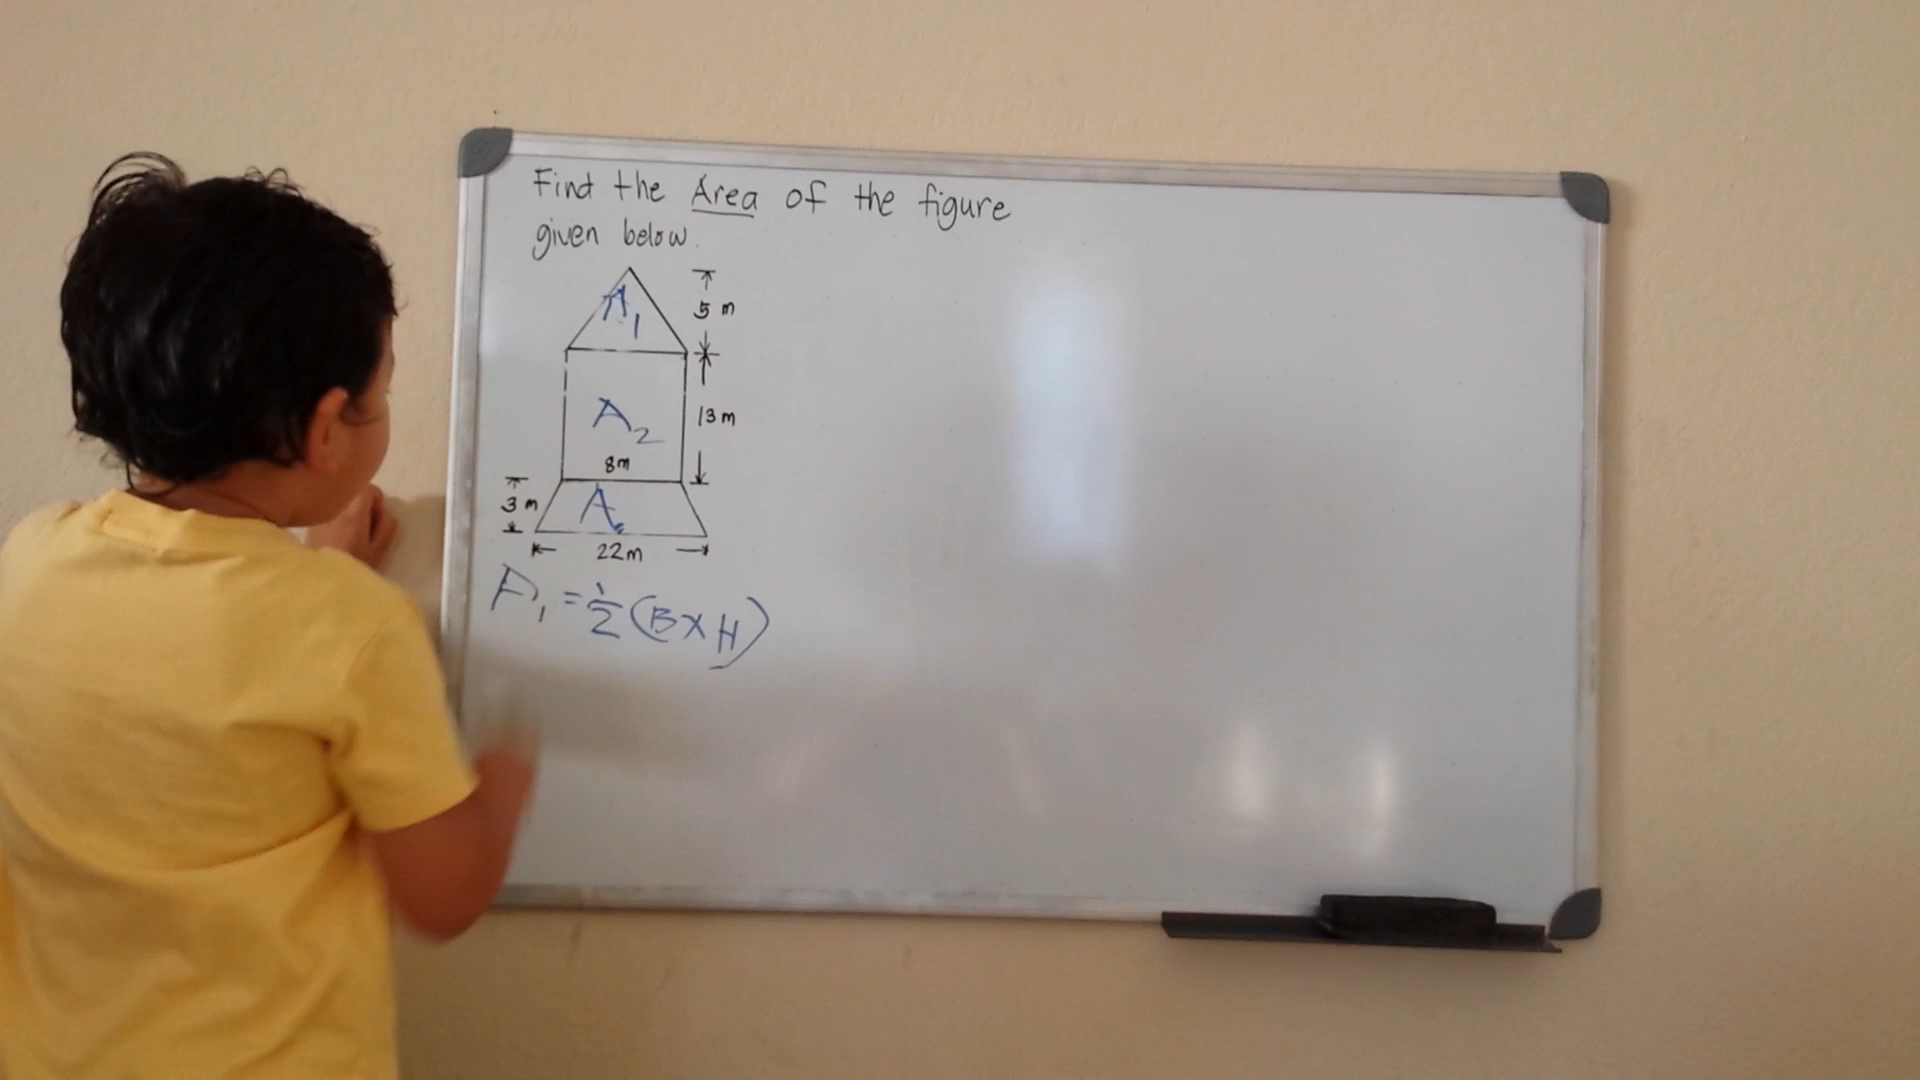 Find the Area of the figure
given below.
A1
5 m
A2
13 m
8m
3 m
A
22m
A1 = 1/2 (B x H)